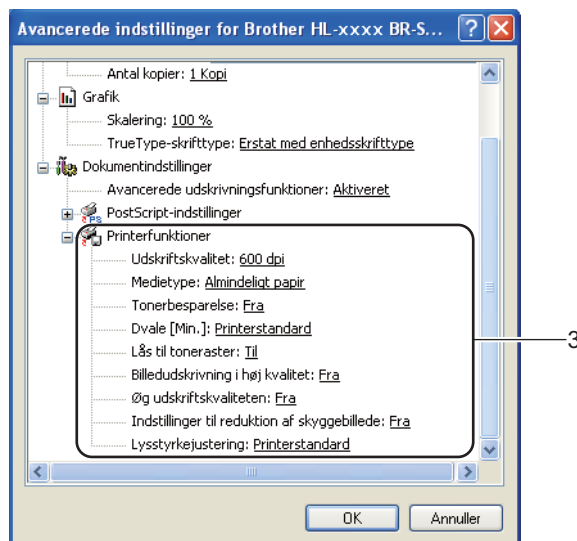 Avancerede indstillinger for Brother HL-xxxx BR-S...
Antal kopier: 1 Kopi
Grafik
Skalering: 100 %
TrueType-skrifttype: Erstat med enhedsskrifttype
Dokumentindstillinger
Avancerede udskrivningsfunktioner: Aktiveret
PS PostScript-indstillinger
Printerfunktioner
Udskriftskvalitet: 600 dpi
Medietype: Almindeligt papir
Tonerbesparelse: Fra
Dvale [Min.]: Printerstandard
Lås til toneraster: Til
Billedudskrivning i høj kvalitet: Fra
Øg udskriftskvaliteten: Fra
Indstillinger til reduktion af skyggebillede: Fra
Lysstyrkejustering: Printerstandard
3
OK Annuller